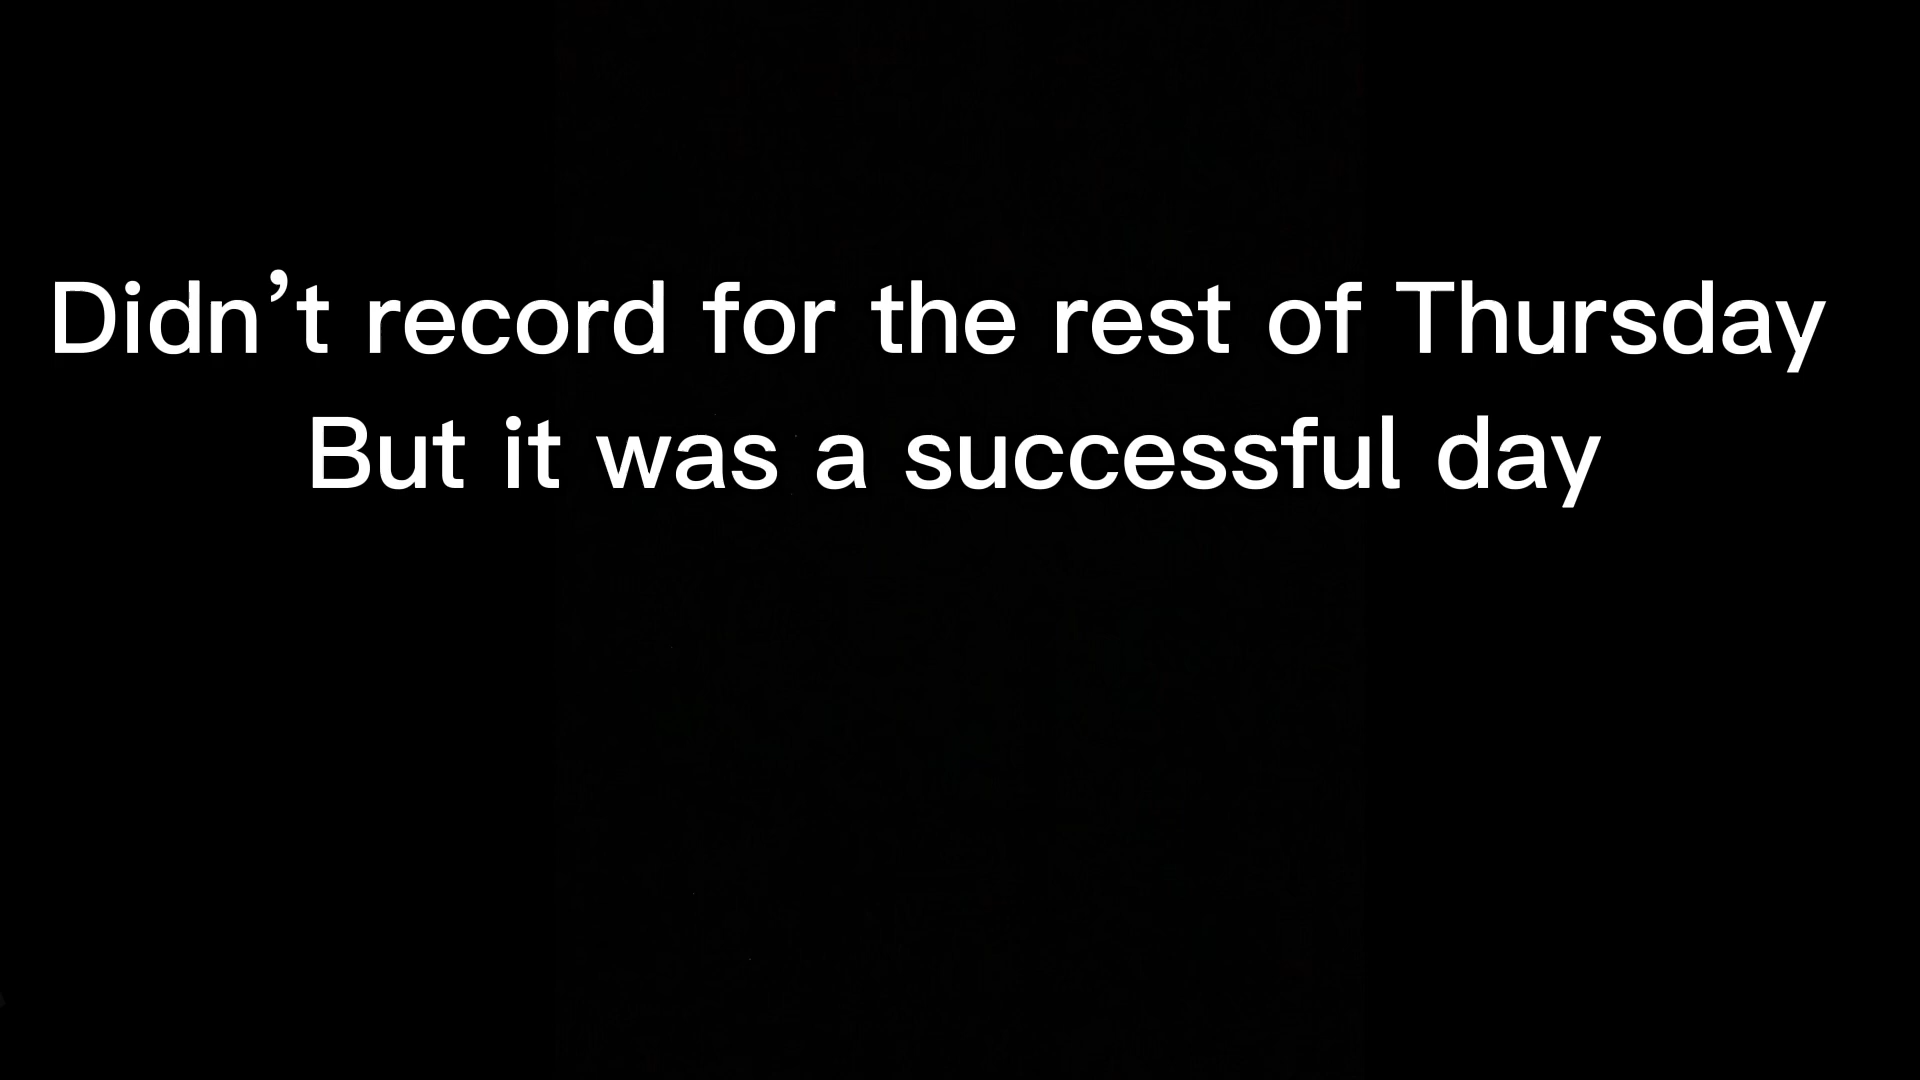 Didn’t record for the rest of Thursday
But it was a successful day